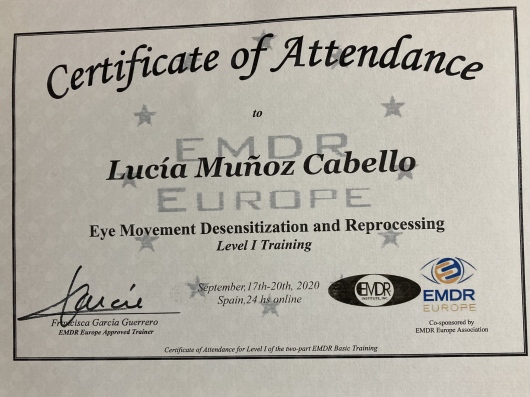 Certificate of Attendance
to
EMDR
Lucía Muñoz Cabello
EUROPE
Eye Movement Desensitization and Reprocessing
Level I Training
September,17th-20th, 2020
Spain,24 hs online
Francisca García Guerrero
EMDR Europe Approved Trainer
EMDR
INSTITUTE, INC
EMDR
EUROPE
Co-sponsored by
EMDR Europe Association
Certificate of Attendance for Level I of the two-part EMDR Basic Training